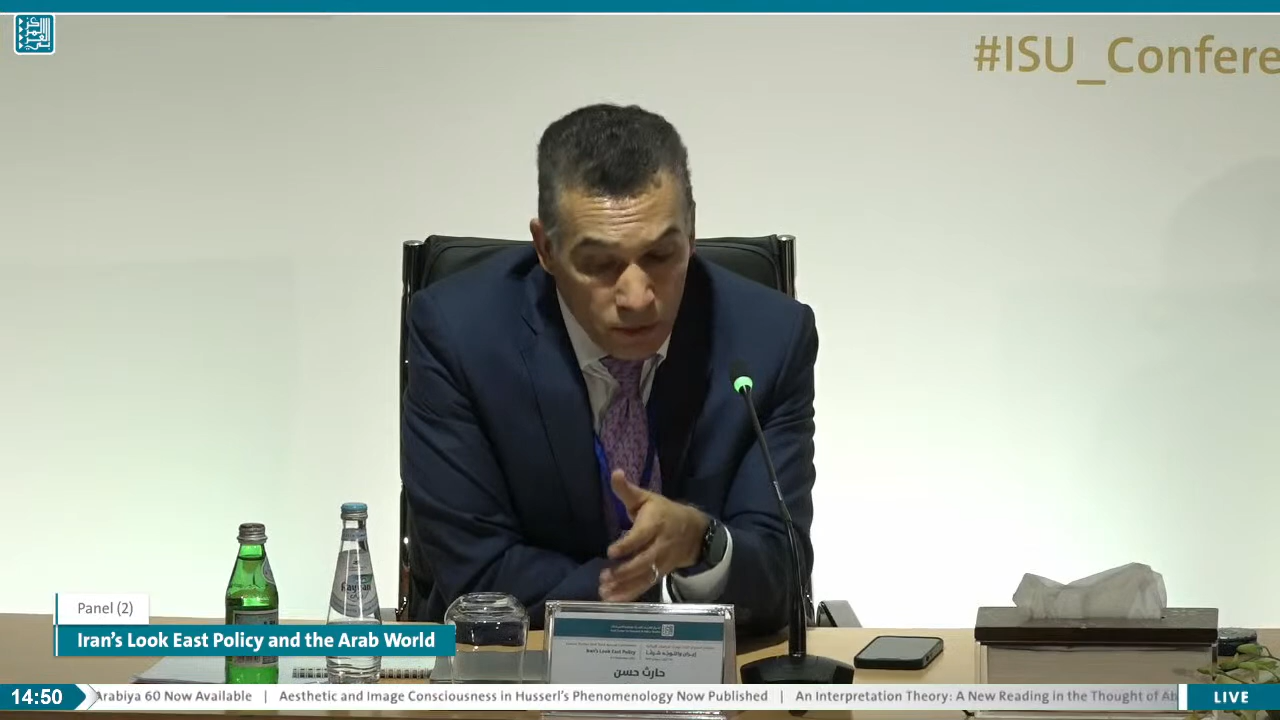 #ISU_Confere
Rayyan
Iran's Look East Policy
حارث حسن
Panel (2)
Iran's Look East Policy and the Arab World
14:50
Arabiya 60 Now Available | Aesthetic and Image Consciousness in Husserl's Phenomenology Now Published | An Interpretation Theory: A New Reading in the Thought of Ab
LIVE